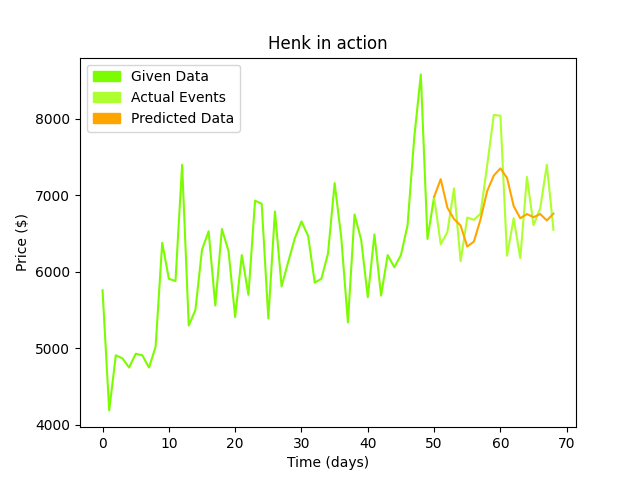 Henk in action
Given Data
Actual Events
Predicted Data
Price ($)
8000
7000
6000
5000
4000
0 10 20 30 40 50 60 70
Time (days)